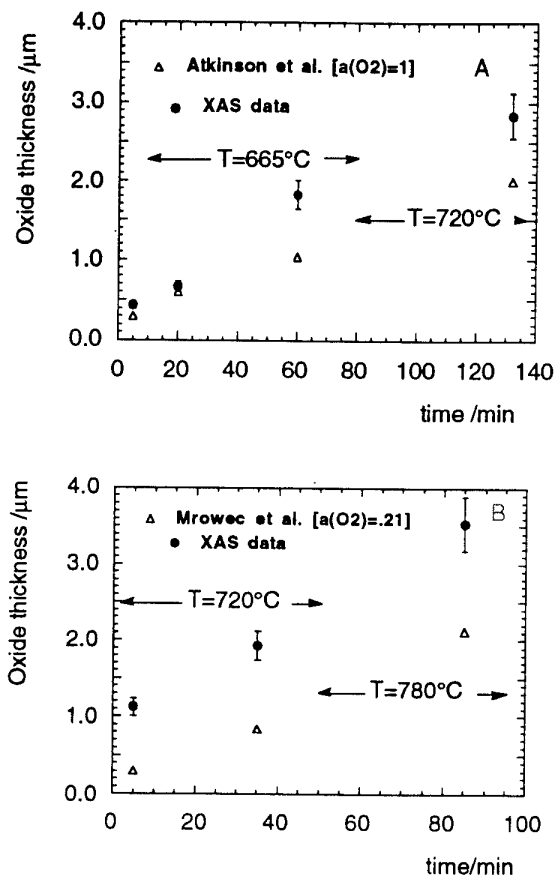 4.0
3.0
2.0
1.0
0.0
Oxide thickness /μm
Atkinson et al. [a(O2)=1]
A
XAS data
T=665°C
T=720°C
0 20 40 60 80 100 120 140
time /min
4.0
3.0
2.0
1.0
0.0
Oxide thickness/μm
Mrowec et al. [a(O2)=.21]
B
XAS data
T=720°C
T=780°C
0 20 40 60 80 100
time/min